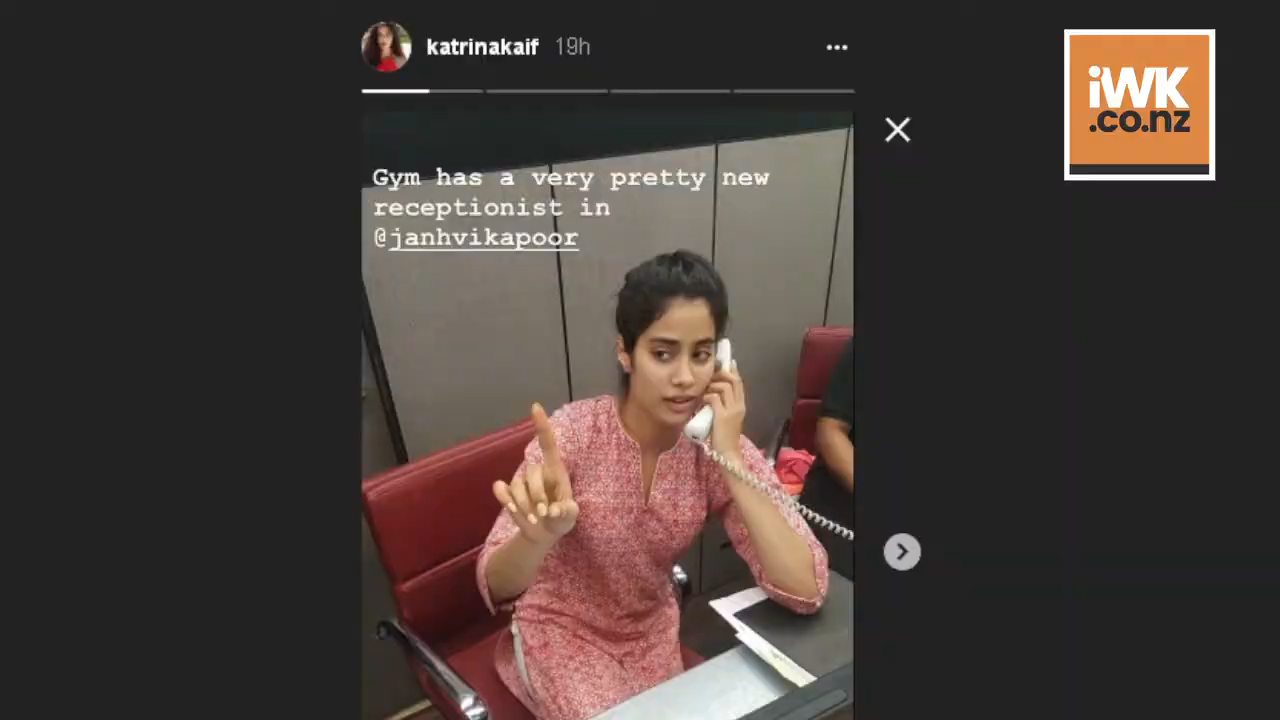 katrinakaif 19h
iWK
.co.nz
Gym has a very pretty new
receptionist in
@janhvikapoor